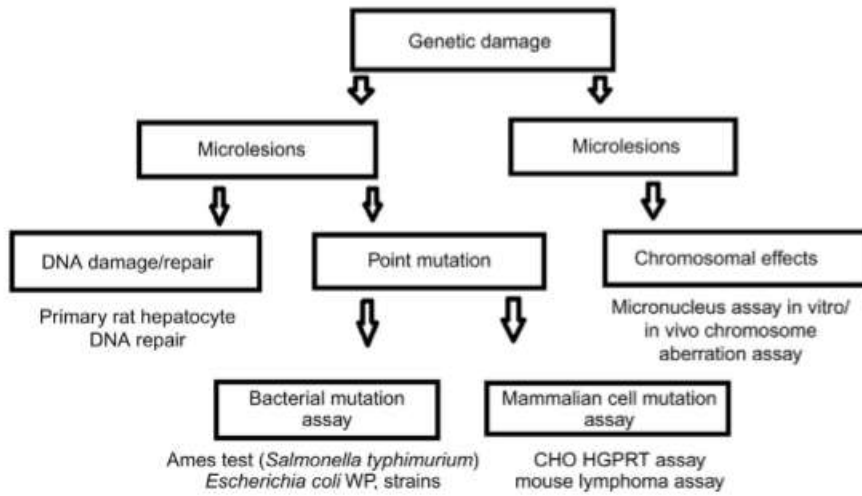 Genetic damage
Microlesions
Microlesions
DNA damage/repair
Point mutation
Chromosomal effects
Primary rat hepatocyte
DNA repair
Micronucleus assay in vitro/
in vivo chromosome
aberration assay
Bacterial mutation
assay
Mammalian cell mutation
assay
Ames test (Salmonella typhimurium)
Escherichia coli WP, strains
CHO HGPRT assay
mouse lymphoma assay